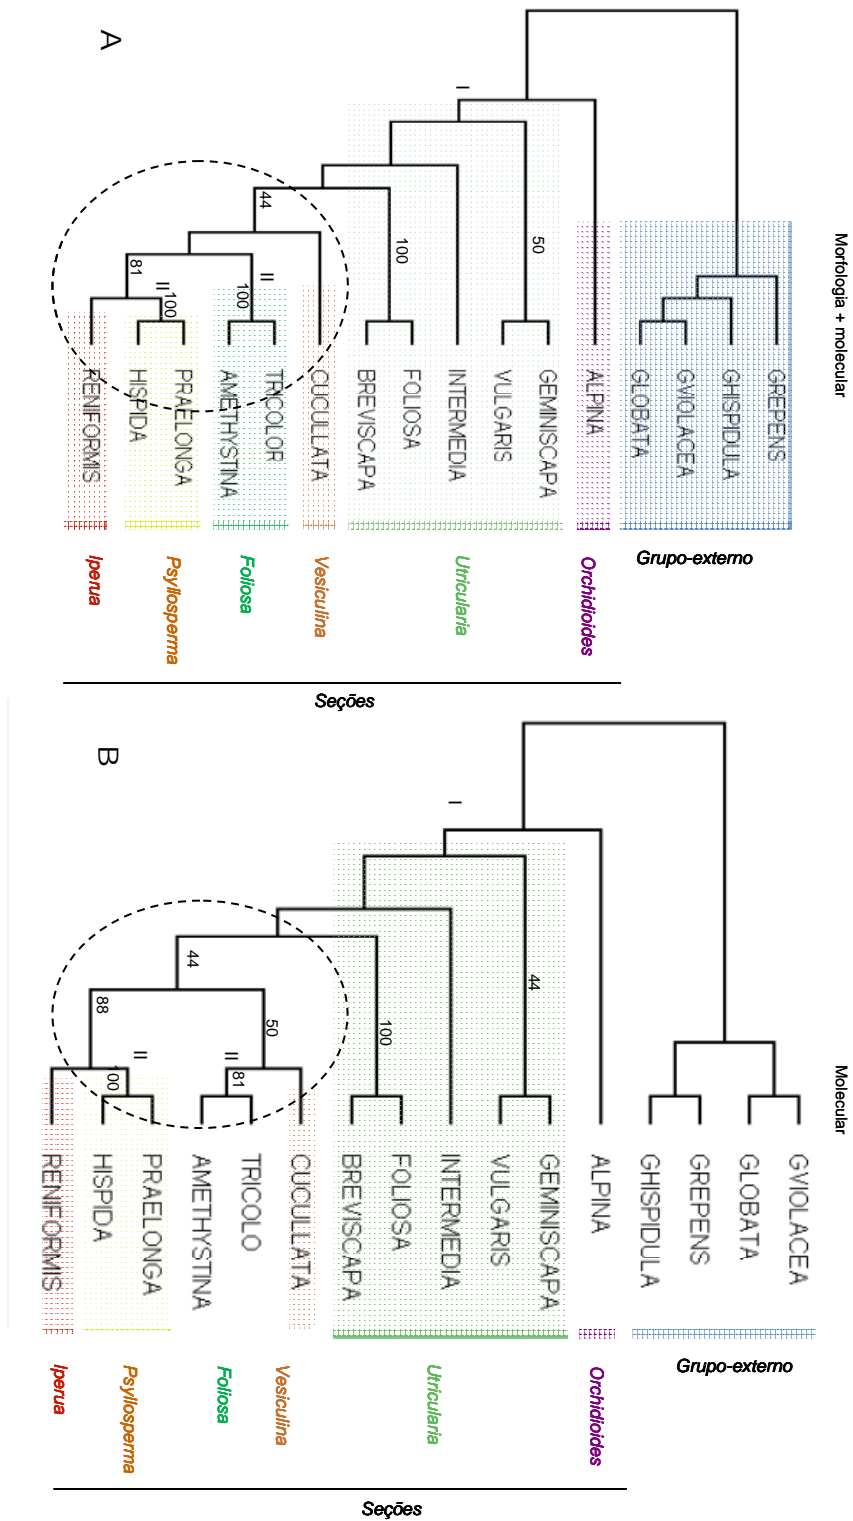 A
Morfologia + molecular
I
44
100
50
81
II
100
II
100
RENIFORMIS
HISPIDA
PRAELONGA
AMETHYSTINA
TRICOLOR
CUCULLATA
BREVISCAPA
FOLIOSA
INTERMEDIA
VULGARIS
GEMINISCAPA
ALPINA
GLOBATA
GVIOLACEA
GHISPIDULA
GREPENS
Iperua
Psyllosperma
Foliosa
Vesiculina
Utricularia
Orchidioides
Grupo-externo
Seções
B
Molecular
I
44
88
50
100
44
II
100
II
81
RENIFORMIS
HISPIDA
PRAELONGA
AMETHYSTINA
TRICOLO
CUCULLATA
BREVISCAPA
FOLIOSA
INTERMEDIA
VULGARIS
GEMINISCAPA
ALPINA
GHISPIDULA
GREPENS
GLOBATA
GVIOLACEA
Iperua
Psyllosperma
Foliosa
Vesiculina
Utricularia
Orchidioides
Grupo-externo
Seções